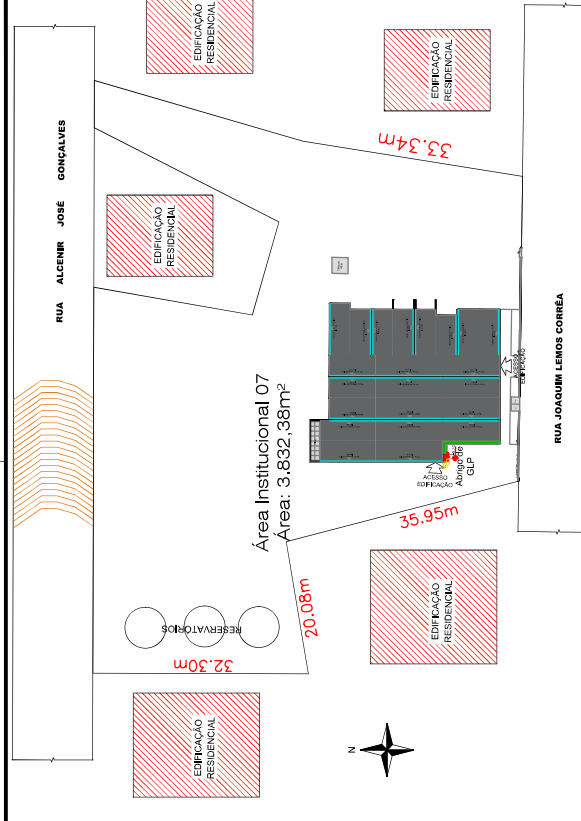 EDIFICAÇÃO
RESIDENCIAL
EDIFICAÇÃO
RESIDENCIAL
RUA ALCENIR JOSÉ GONÇALVES
33.34m
EDIFICAÇÃO
RESIDENCIAL
RUA JOAQUIM LEMOS CORRÊA
ACESSO
EDIFICAÇÃO
Área Institucional 07
Área: 3.832,38m²
ACESSO
EDIFICAÇÃO
Abrigo de
GLP
35.95m
20.08m
RESERVATÓRIOS
32.30m
EDIFICAÇÃO
RESIDENCIAL
EDIFICAÇÃO
RESIDENCIAL
N